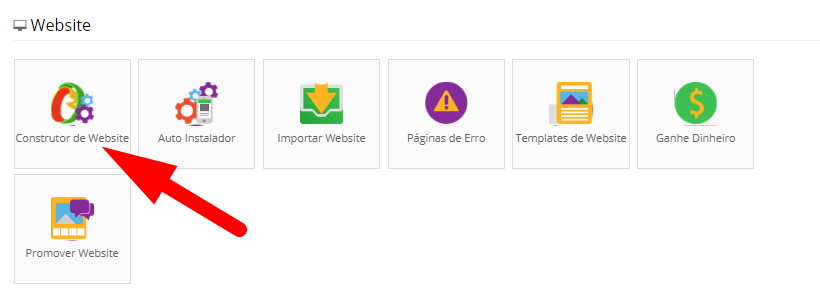 Website
Construtor de Website
Auto Instalador
Importar Website
Páginas de Erro
Templates de Website
Ganhe Dinheiro
Promover Website